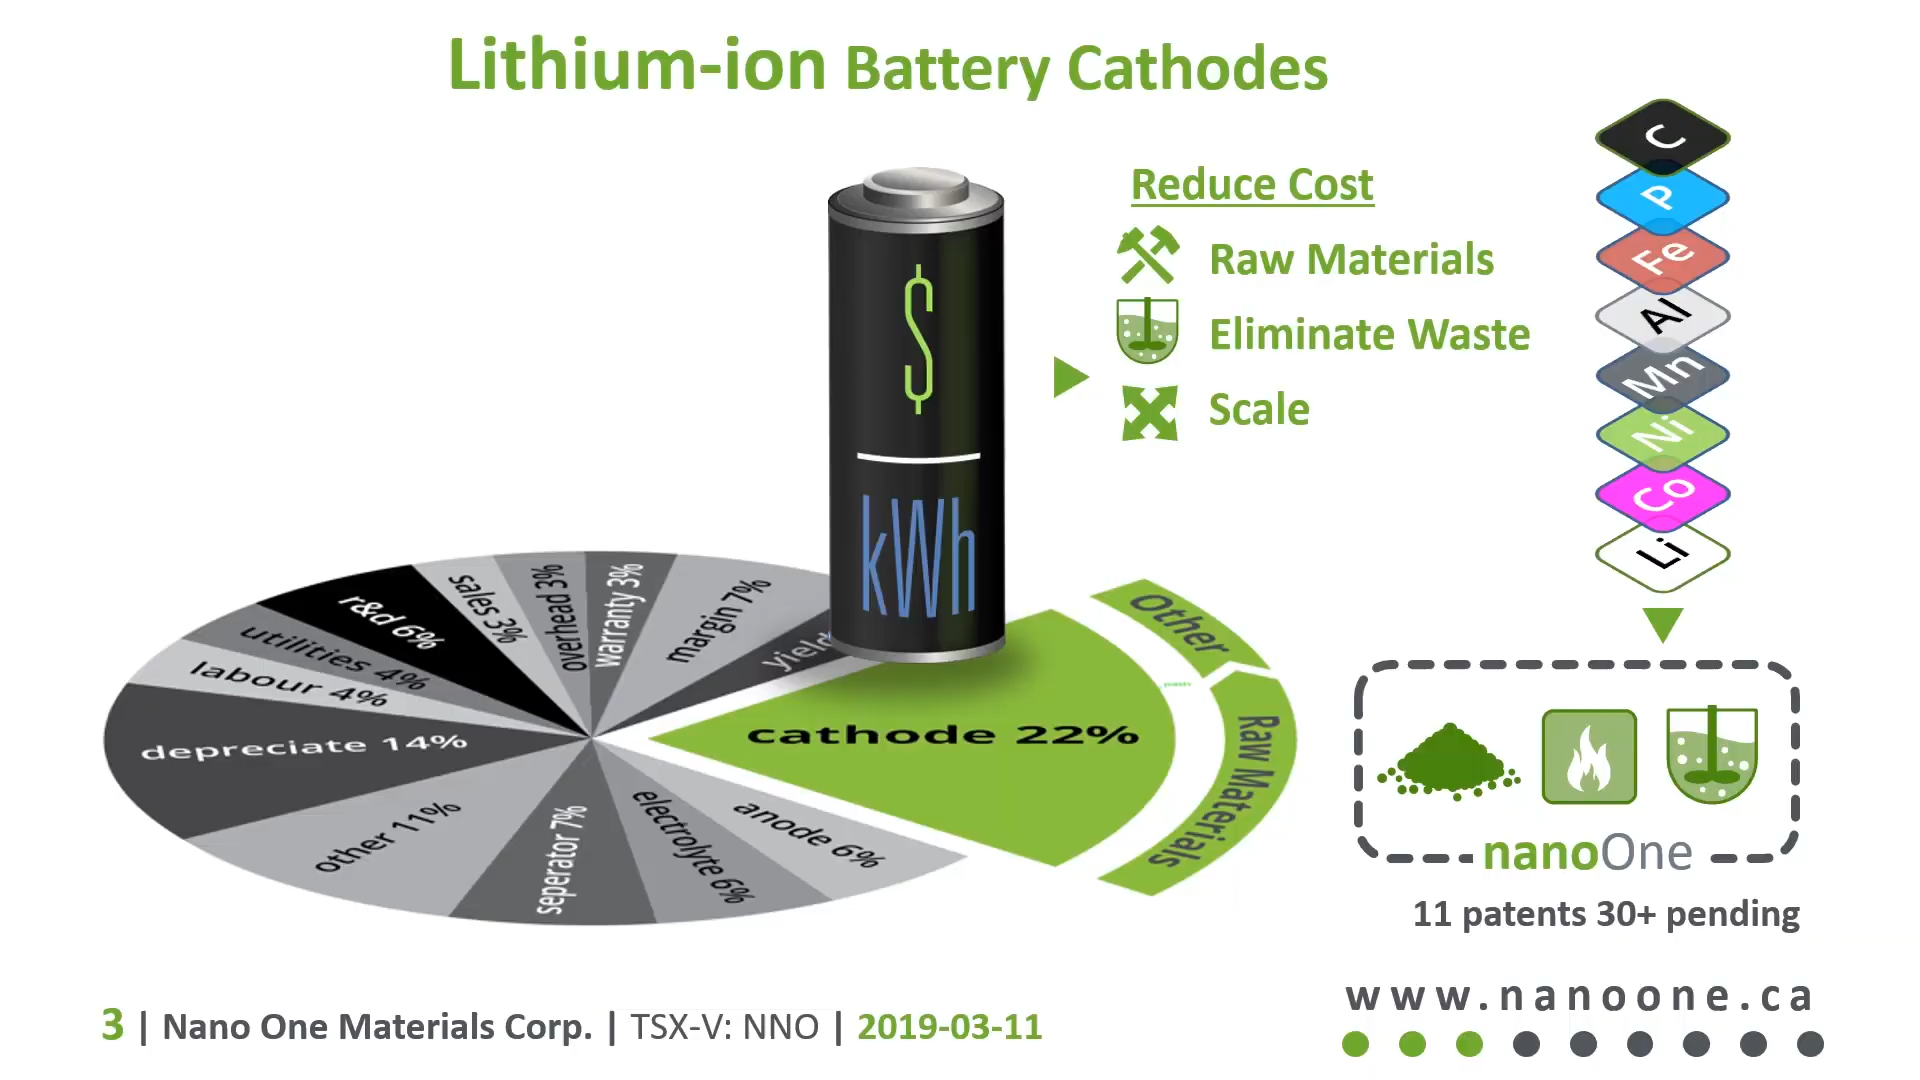 Lithium-ion Battery Cathodes
Reduce Cost
Raw Materials
Eliminate Waste
Scale
$
kWh
C
P
Fe
Al
Mn
Ni
Co
Li
cathode 22%
Other
Raw Materials
anode 6%
electrolyte 6%
seperator 7%
other 11%
depreciate 14%
labour 4%
utilities 4%
r&d 6%
sales 3%
overhead 3%
warranty 3%
margin 7%
yield
nanoOne
11 patents 30+ pending
www.nanoone.ca
3 | Nano One Materials Corp. | TSX-V: NNO | 2019-03-11